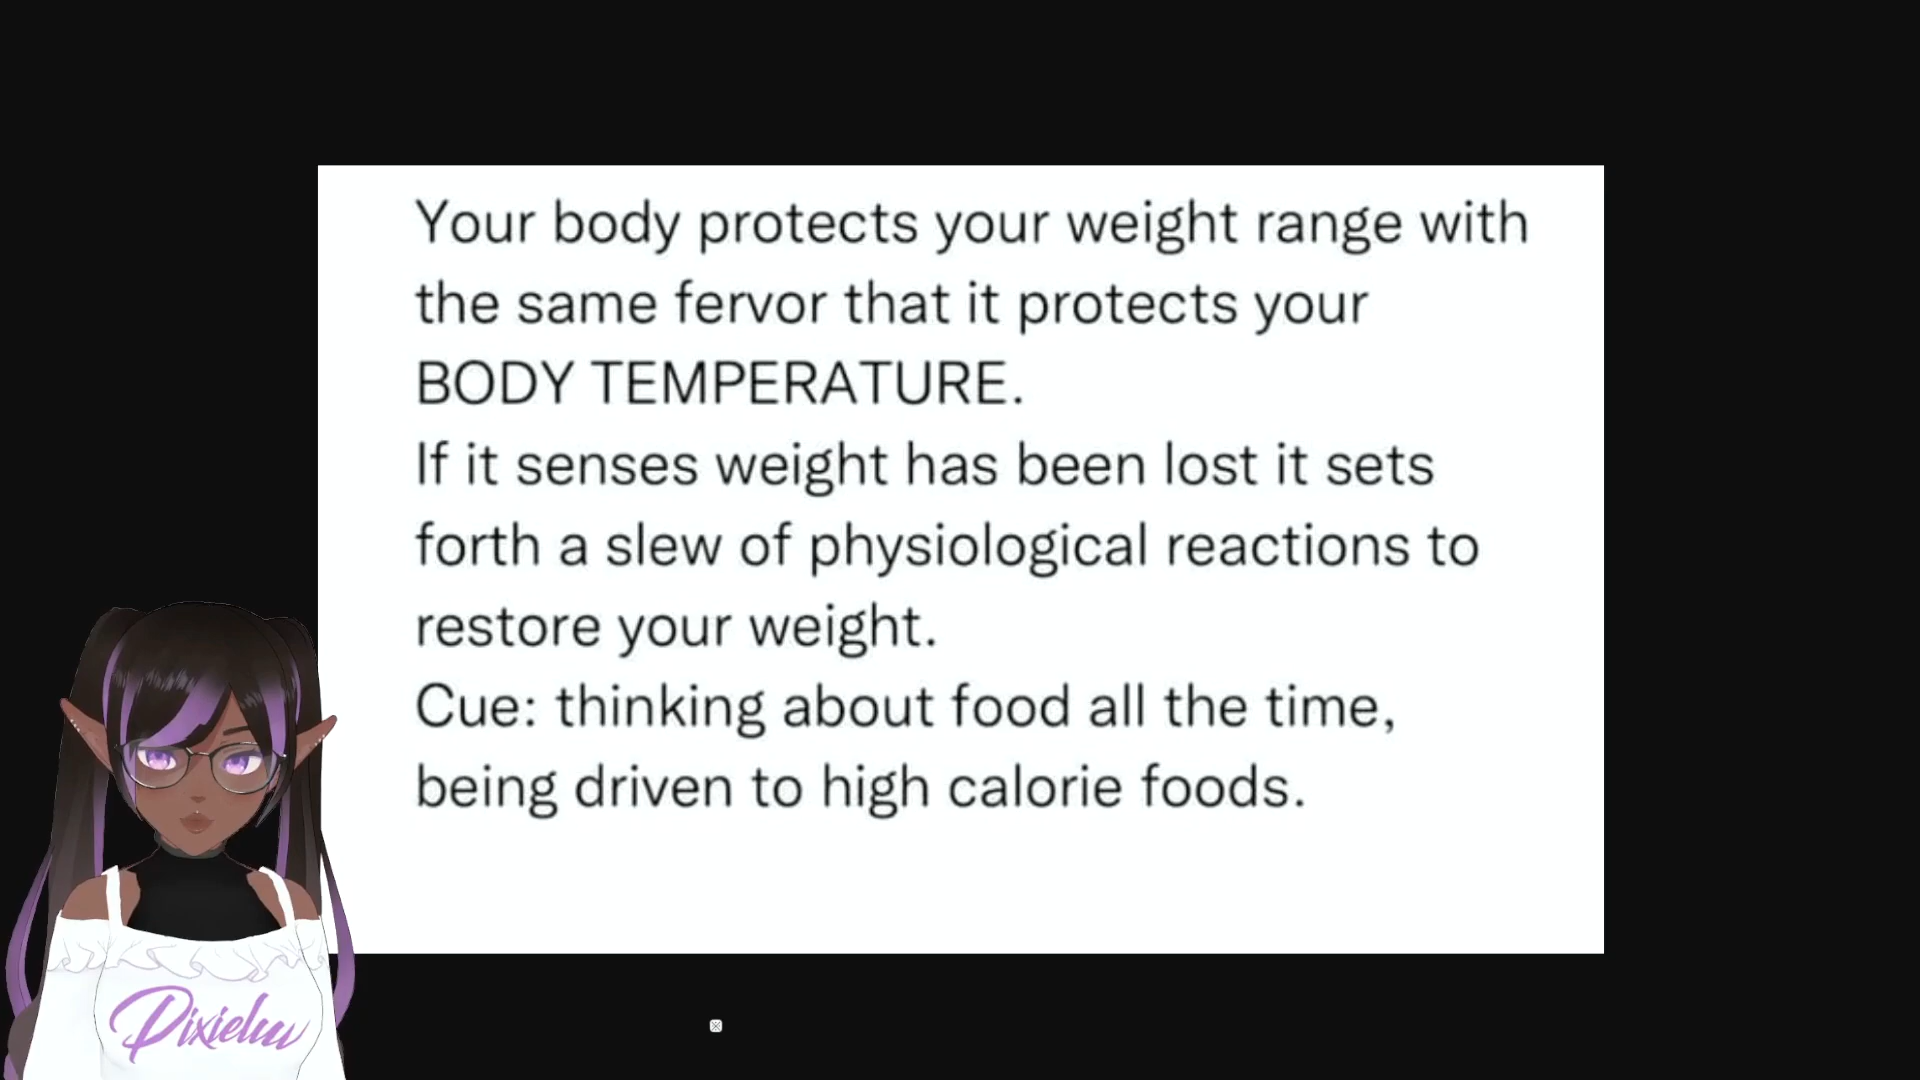 Your body protects your weight range with
the same fervor that it protects your
BODY TEMPERATURE.
If it senses weight has been lost it sets
forth a slew of physiological reactions to
restore your weight.
Cue: thinking about food all the time,
being driven to high calorie foods.
Dixieluv